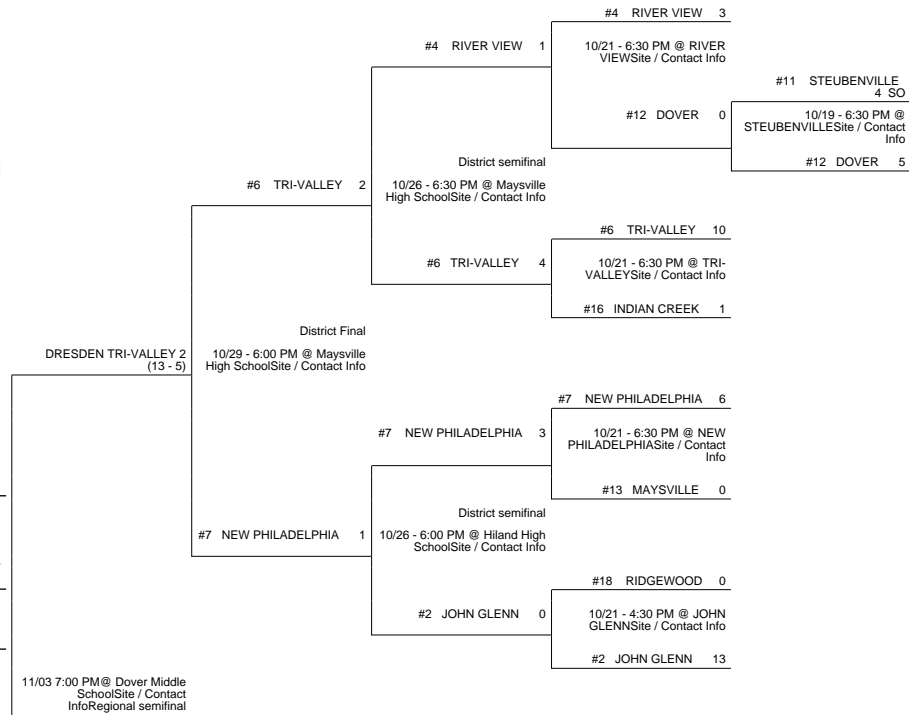 #4 RIVER VIEW 3
#4 RIVER VIEW 1
10/21 - 6:30 PM @ RIVER
VIEWSite / Contact Info
#11 STEUBENVILLE
4 SO
#12 DOVER 0
10/19 - 6:30 PM @
STEUBENVILLESite / Contact
Info
#12 DOVER 5
District semifinal
#6 TRI-VALLEY 2
10/26 - 6:30 PM @ Maysville
High SchoolSite / Contact Info
#6 TRI-VALLEY 10
#6 TRI-VALLEY 4
10/21 - 6:30 PM @ TRI-
VALLEYSite / Contact Info
#16 INDIAN CREEK 1
District Final
DRESDEN TRI-VALLEY 2
(13 - 5)
10/29 - 6:00 PM @ Maysville
High SchoolSite / Contact Info
#7 NEW PHILADELPHIA 6
#7 NEW PHILADELPHIA 3
10/21 - 6:30 PM @ NEW
PHILADELPHIASite / Contact
Info
#13 MAYSVILLE 0
District semifinal
#7 NEW PHILADELPHIA 1
10/26 - 6:00 PM @ Hiland High
SchoolSite / Contact Info
#18 RIDGEWOOD 0
#2 JOHN GLENN 0
10/21 - 4:30 PM @ JOHN
GLENNSite / Contact Info
#2 JOHN GLENN 13
11/03 7:00 PM@ Dover Middle
SchoolSite / Contact
InfoRegional semifinal